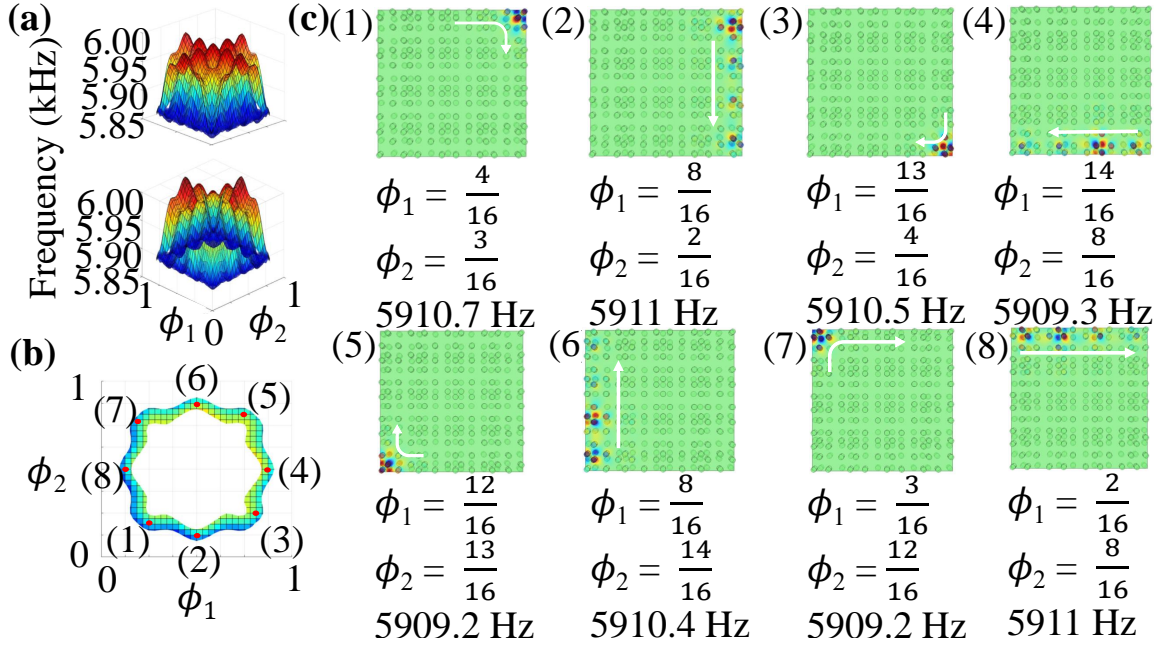 (a)
Frequency (kHz)
6.00
5.95
5.90
5.85
6.00
5.95
5.90
5.85
1
ϕ₁
0
ϕ₂
1
(b)
1
ϕ₂
0
0
ϕ₁
1
(6)
(7)
(5)
(8)
(4)
(1)
(3)
(2)
(c)
(1)
ϕ₁ = 4/16
ϕ₂ = 3/16
5910.7 Hz
(2)
ϕ₁ = 8/16
ϕ₂ = 2/16
5911 Hz
(3)
ϕ₁ = 13/16
ϕ₂ = 4/16
5910.5 Hz
(4)
ϕ₁ = 14/16
ϕ₂ = 8/16
5909.3 Hz
(5)
ϕ₁ = 12/16
ϕ₂ = 13/16
5909.2 Hz
(6)
ϕ₁ = 8/16
ϕ₂ = 14/16
5910.4 Hz
(7)
ϕ₁ = 3/16
ϕ₂ = 12/16
5909.2 Hz
(8)
ϕ₁ = 2/16
ϕ₂ = 8/16
5911 Hz